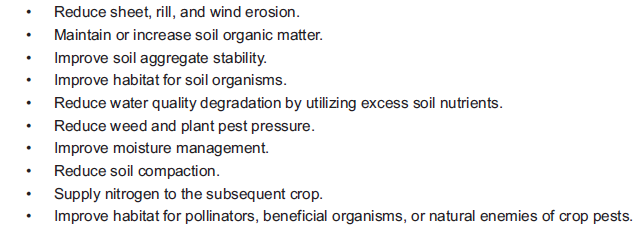 • Reduce sheet, rill, and wind erosion.
• Maintain or increase soil organic matter.
• Improve soil aggregate stability.
• Improve habitat for soil organisms.
• Reduce water quality degradation by utilizing excess soil nutrients.
• Reduce weed and plant pest pressure.
• Improve moisture management.
• Reduce soil compaction.
• Supply nitrogen to the subsequent crop.
• Improve habitat for pollinators, beneficial organisms, or natural enemies of crop pests.